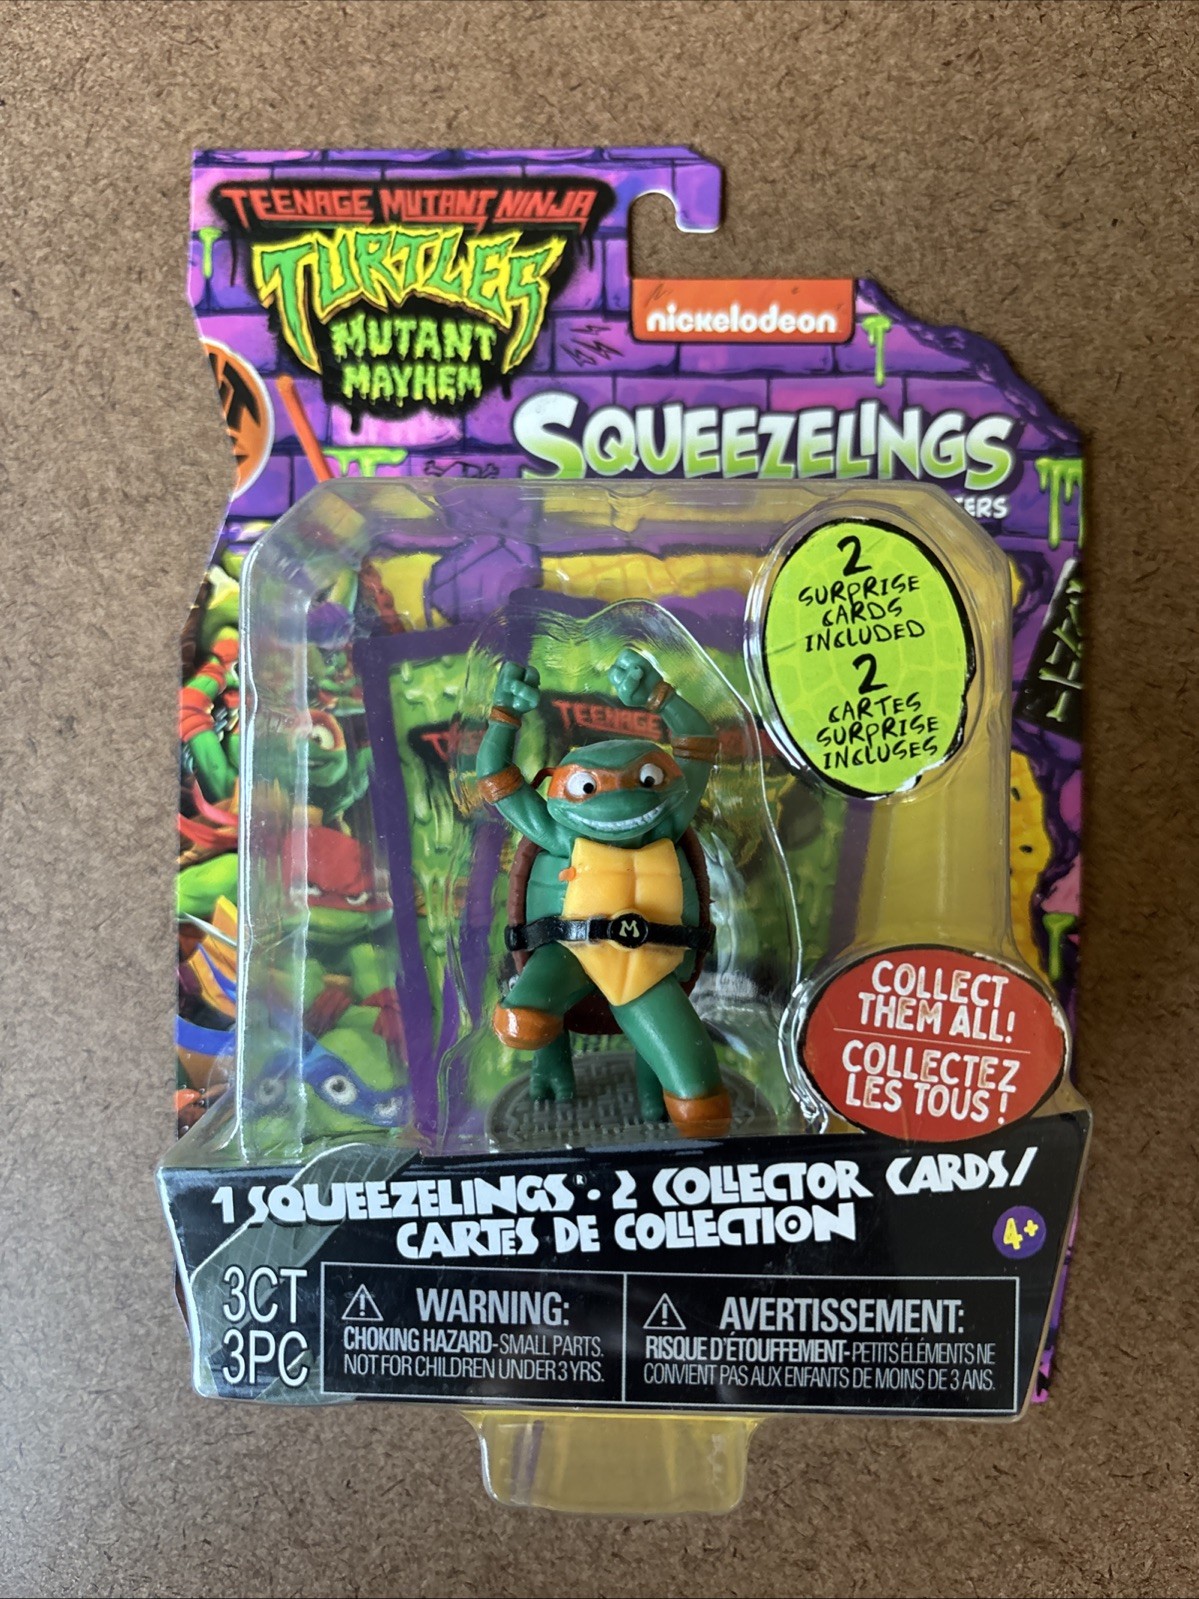 TEENAGE MUTANT NINJA
TURTLES
MUTANT
MAYHEM
nickelodeon
SQUEEZELINGS
2
SURPRISE
CARDS
INCLUDED
2
CARTES
SURPRISE
INCLUSES
TEENAGE
M
COLLECT
THEM ALL!
COLLECTEZ
LES TOUS!
1 SQUEEZELINGS® • 2 COLLECTOR CARDS/
CARTES DE COLLECTION
4+
3CT
3PC
WARNING:
CHOKING HAZARD-SMALL PARTS.
NOT FOR CHILDREN UNDER 3 YRS.
AVERTISSEMENT:
RISQUE D'ÉTOUFFEMENT-PETITS ÉLÉMENTS NE
CONVIENT PAS AUX ENFANTS DE MOINS DE 3 ANS.